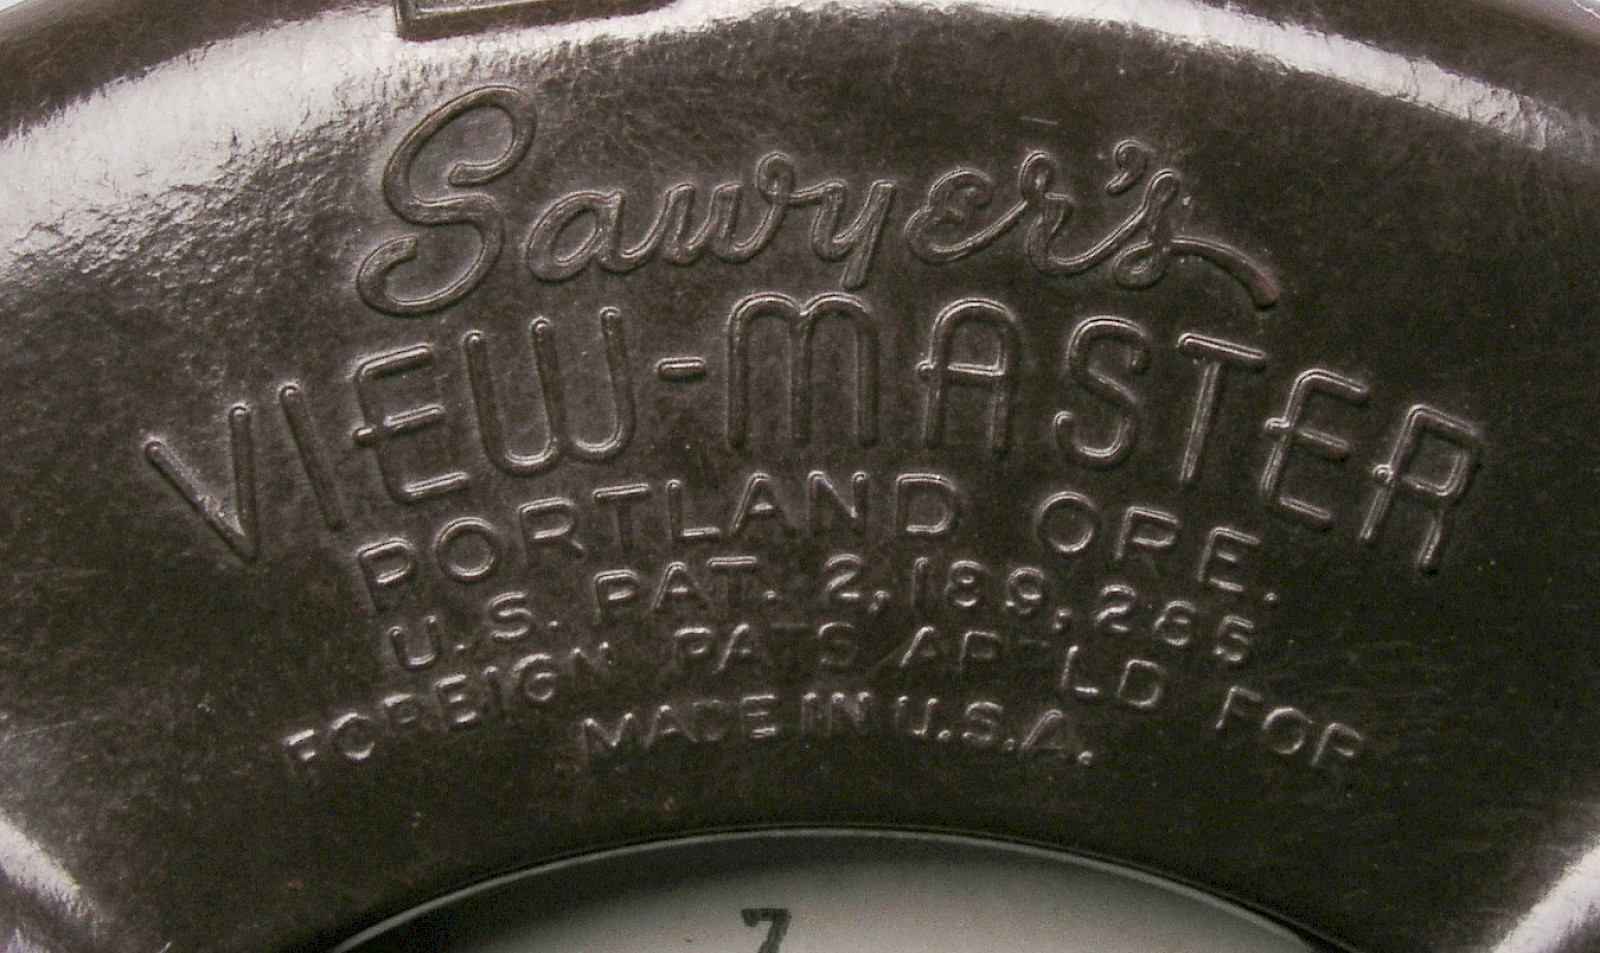 Sawyer's
VIEW-MASTER
PORTLAND ORE.
U.S. PAT. 2,189,285
FOREIGN PATS APP'LD FOR
MADE IN U.S.A.
7